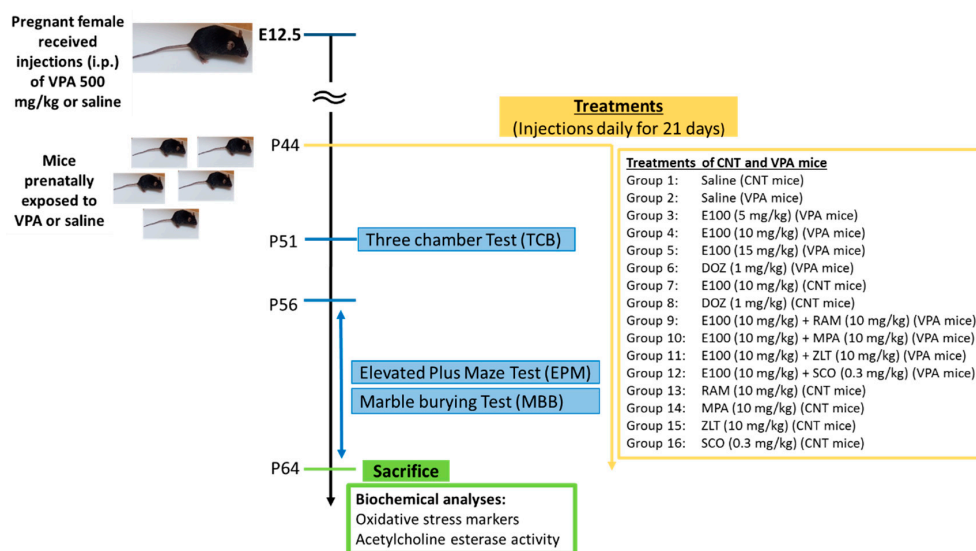 Pregnant female
received
injections (i.p.)
of VPA 500
mg/kg or saline
E12.5
Mice
prenatally
exposed to
VPA or saline
P44
Treatments
(Injections daily for 21 days)
P51
Three chamber Test (TCB)
P56
Elevated Plus Maze Test (EPM)
Marble burying Test (MBB)
P64
Sacrifice
Biochemical analyses:
Oxidative stress markers
Acetylcholine esterase activity
Treatments of CNT and VPA mice
Group 1: Saline (CNT mice)
Group 2: Saline (VPA mice)
Group 3: E100 (5 mg/kg) (VPA mice)
Group 4: E100 (10 mg/kg) (VPA mice)
Group 5: E100 (15 mg/kg) (VPA mice)
Group 6: DOZ (1 mg/kg) (VPA mice)
Group 7: E100 (10 mg/kg) (CNT mice)
Group 8: DOZ (1 mg/kg) (CNT mice)
Group 9: E100 (10 mg/kg) + RAM (10 mg/kg) (VPA mice)
Group 10: E100 (10 mg/kg) + MPA (10 mg/kg) (VPA mice)
Group 11: E100 (10 mg/kg) + ZLT (10 mg/kg) (VPA mice)
Group 12: E100 (10 mg/kg) + SCO (0.3 mg/kg) (VPA mice)
Group 13: RAM (10 mg/kg) (CNT mice)
Group 14: MPA (10 mg/kg) (CNT mice)
Group 15: ZLT (10 mg/kg) (CNT mice)
Group 16: SCO (0.3 mg/kg) (CNT mice)